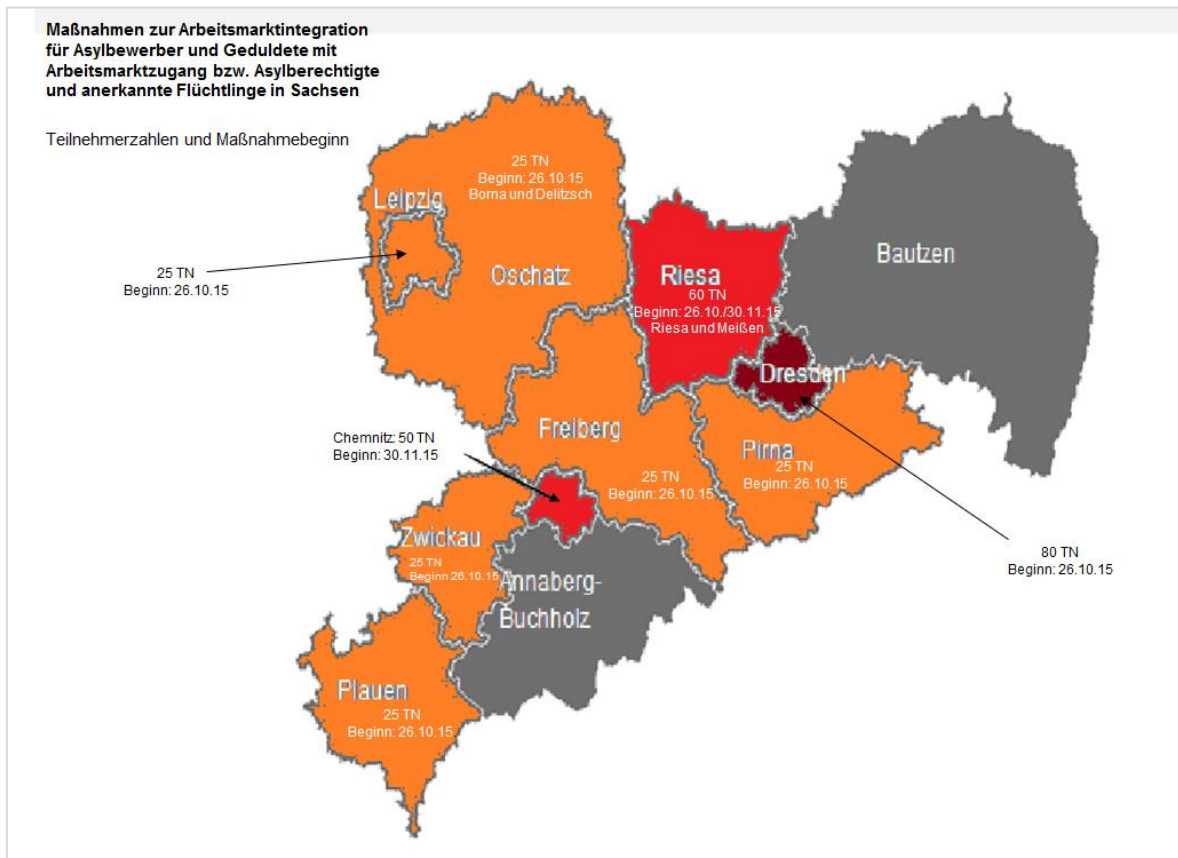 Maßnahmen zur Arbeitsmarktintegration
für Asylbewerber und Geduldete mit
Arbeitsmarktzugang bzw. Asylberechtigte
und anerkannte Flüchtlinge in Sachsen
Teilnehmerzahlen und Maßnahmebeginn
25 TN
Beginn: 26.10.15
Borna und Delitzsch
Leipzig
25 TN
Beginn: 26.10.15
Oschatz
Riesa
60 TN
Beginn: 26.10./30.11.15
Riesa und Meißen
Bautzen
Dresden
Freiberg
25 TN
Beginn: 26.10.15
Pirna
25 TN
Beginn: 26.10.15
Chemnitz: 50 TN
Beginn: 30.11.15
80 TN
Beginn: 26.10.15
Zwickau
25 TN
Beginn 26.10.15
Annaberg-
Buchholz
Plauen
25 TN
Beginn: 26.10.15